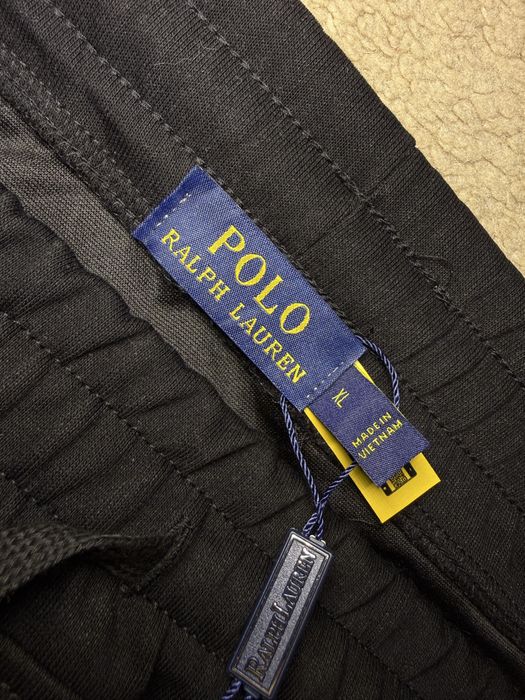 POLO
RALPH LAUREN
XL
MADE IN
VIETNAM
RALPH LAUREN